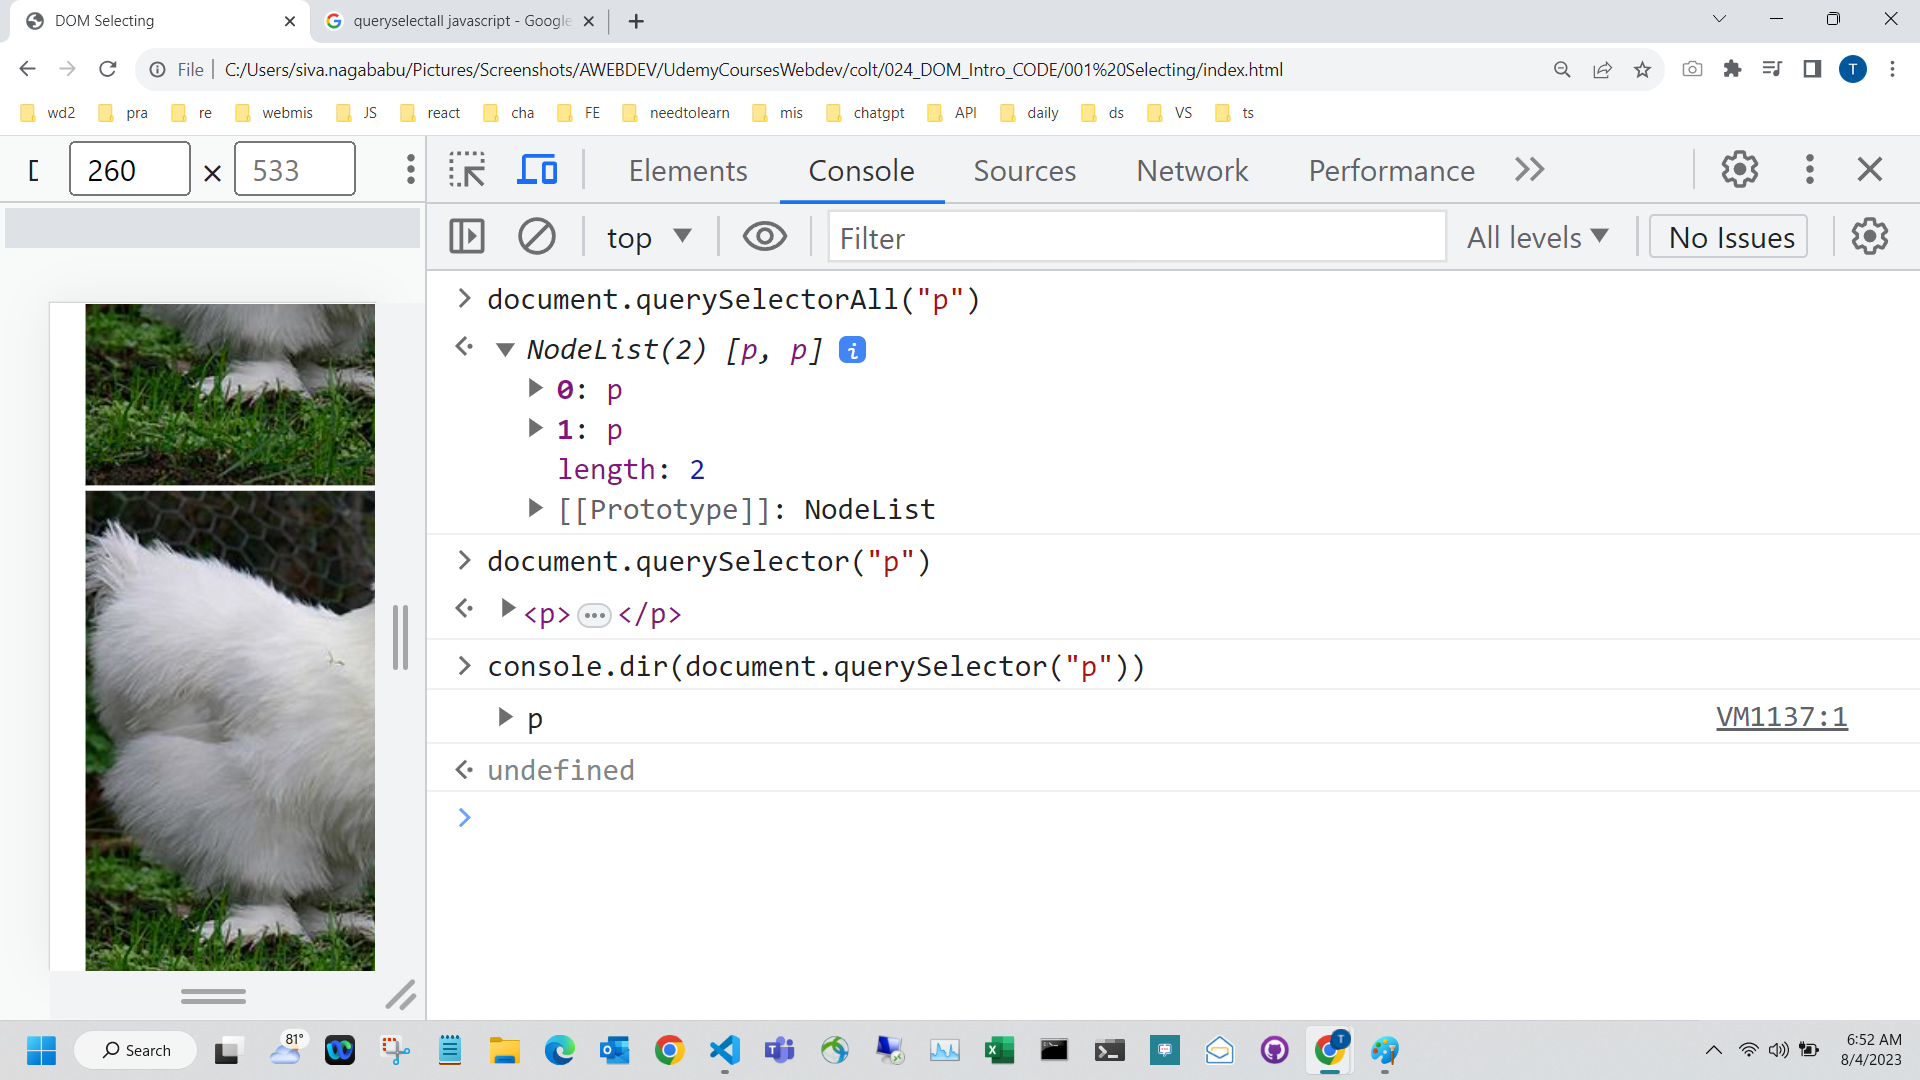 DOM Selecting
queryselectall javascript - Google
File
C:/Users/siva.nagababu/Pictures/Screenshots/AWEBDEV/UdemyCoursesWebdev/colt/024_DOM_Intro_CODE/001%20Selecting/index.html
T
wd2 pra re webmis JS react cha FE needtolearn mis chatgpt API daily ds VS ts
260 × 533
Elements Console Sources Network Performance
top Filter All levels No Issues
document.querySelectorAll("p")
NodeList(2) [p, p] i
0: p
1: p
length: 2
[[Prototype]]: NodeList
document.querySelector("p")
<p> ••• </p>
console.dir(document.querySelector("p"))
p VM1137:1
undefined
Search
81°
T
6:52 AM
8/4/2023